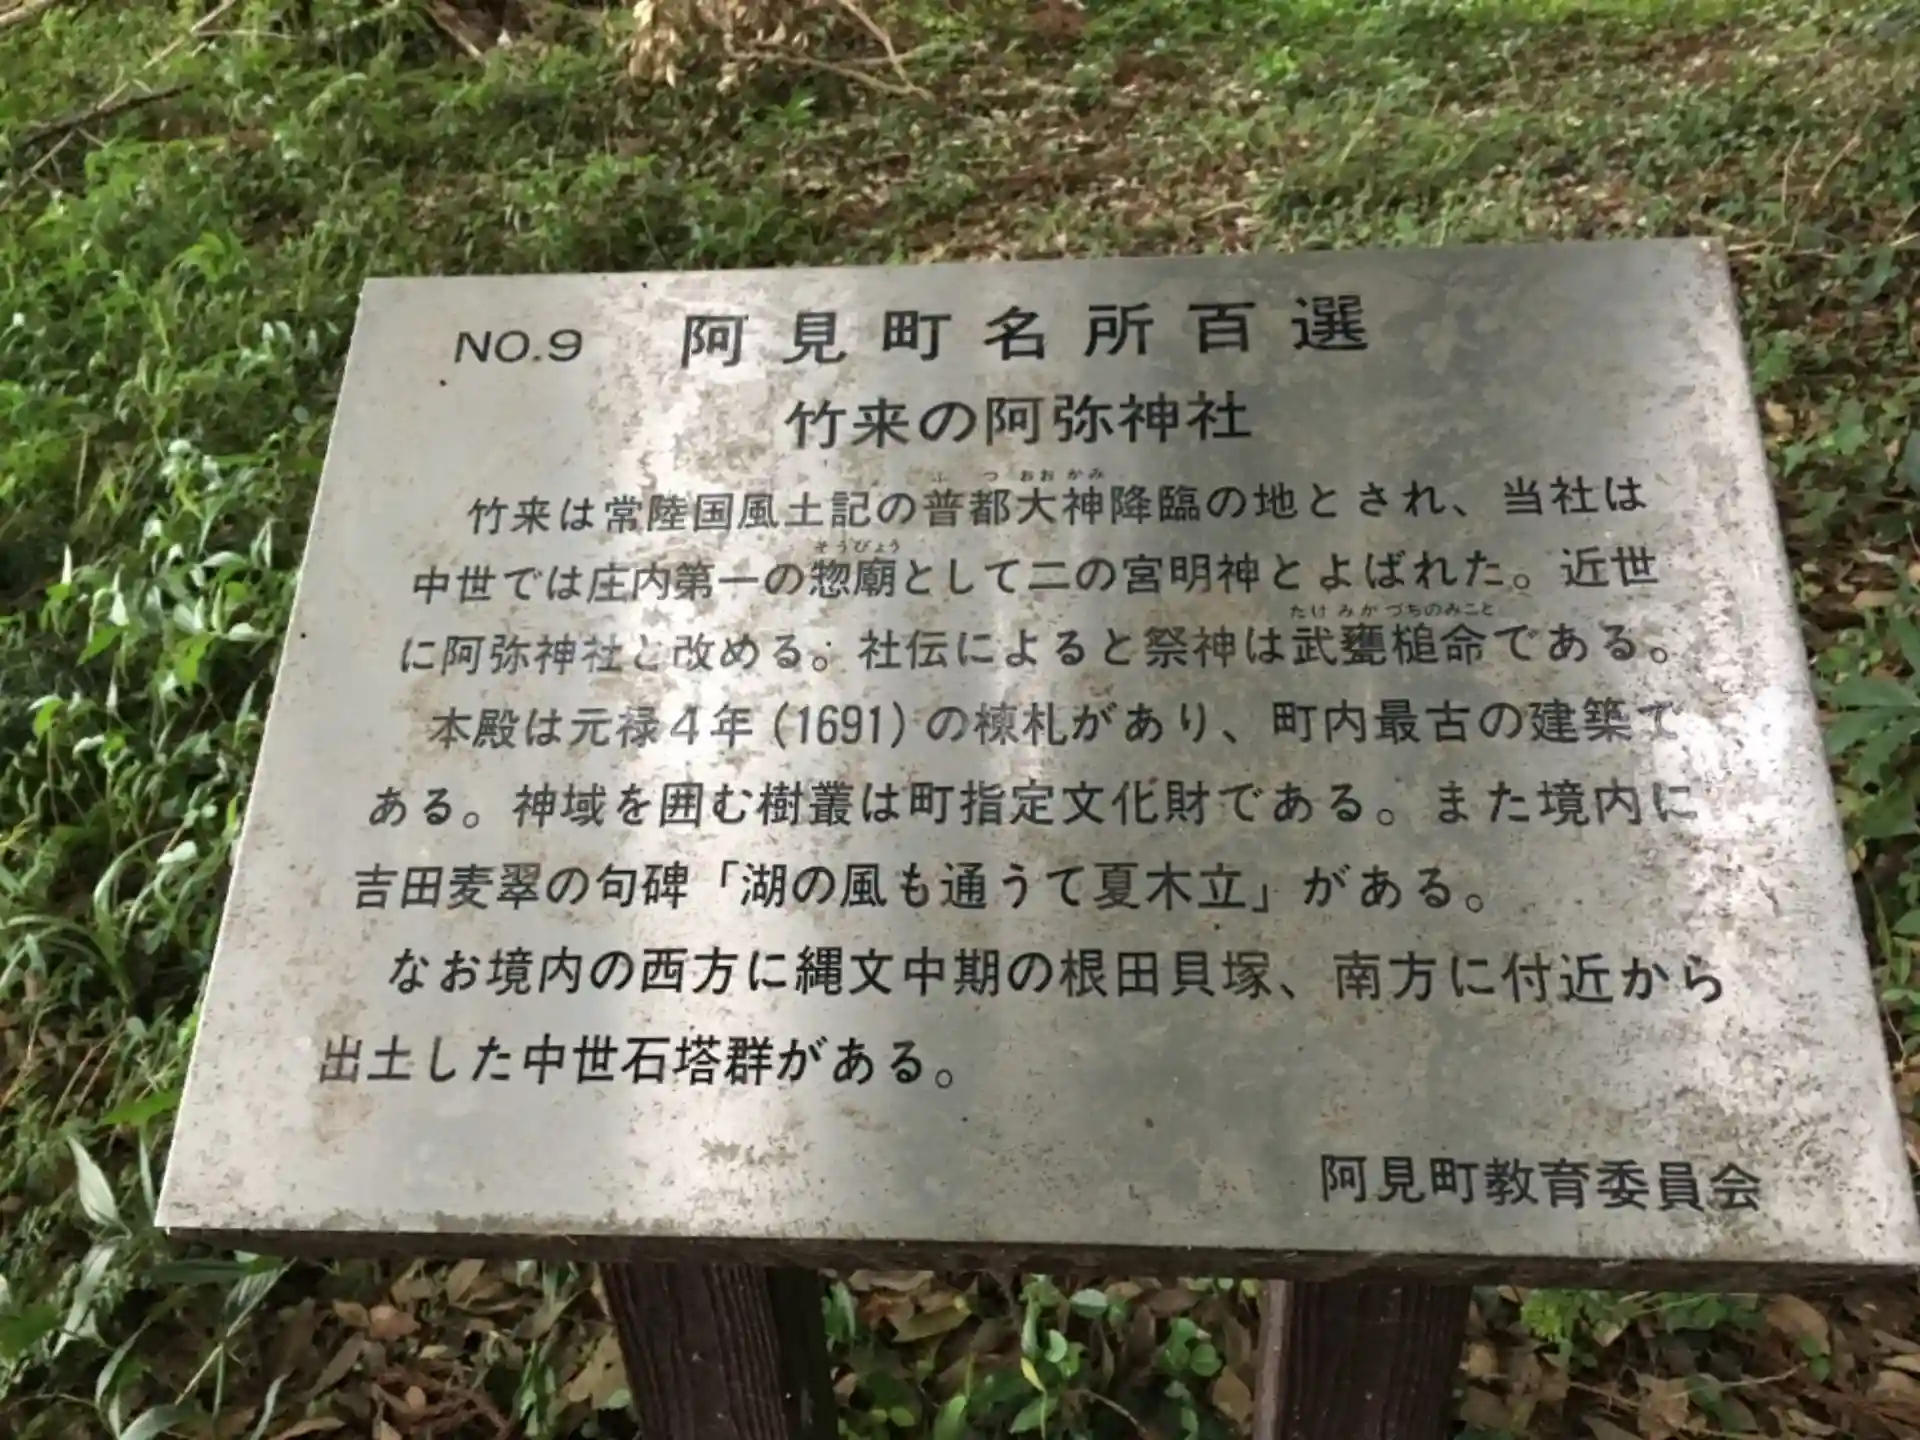 NO.9 阿見町名所百選
竹来の阿弥神社
ふつおおかみ
竹来は常陸国風土記の普都大神降臨の地とされ、当社は
そうびょう
中世では庄内第一の惣廟として二の宮明神とよばれた。近世
たけみかづちのみこと
に阿弥神社と改める。社伝によると祭神は武甕槌命である。
本殿は元禄4年(1691)の棟札があり、町内最古の建築で
ある。神域を囲む樹叢は町指定文化財である。また境内に
吉田麦翠の句碑「湖の風も通うて夏木立」がある。
なお境内の西方に縄文中期の根田貝塚、南方に付近から
出土した中世石塔群がある。
阿見町教育委員会